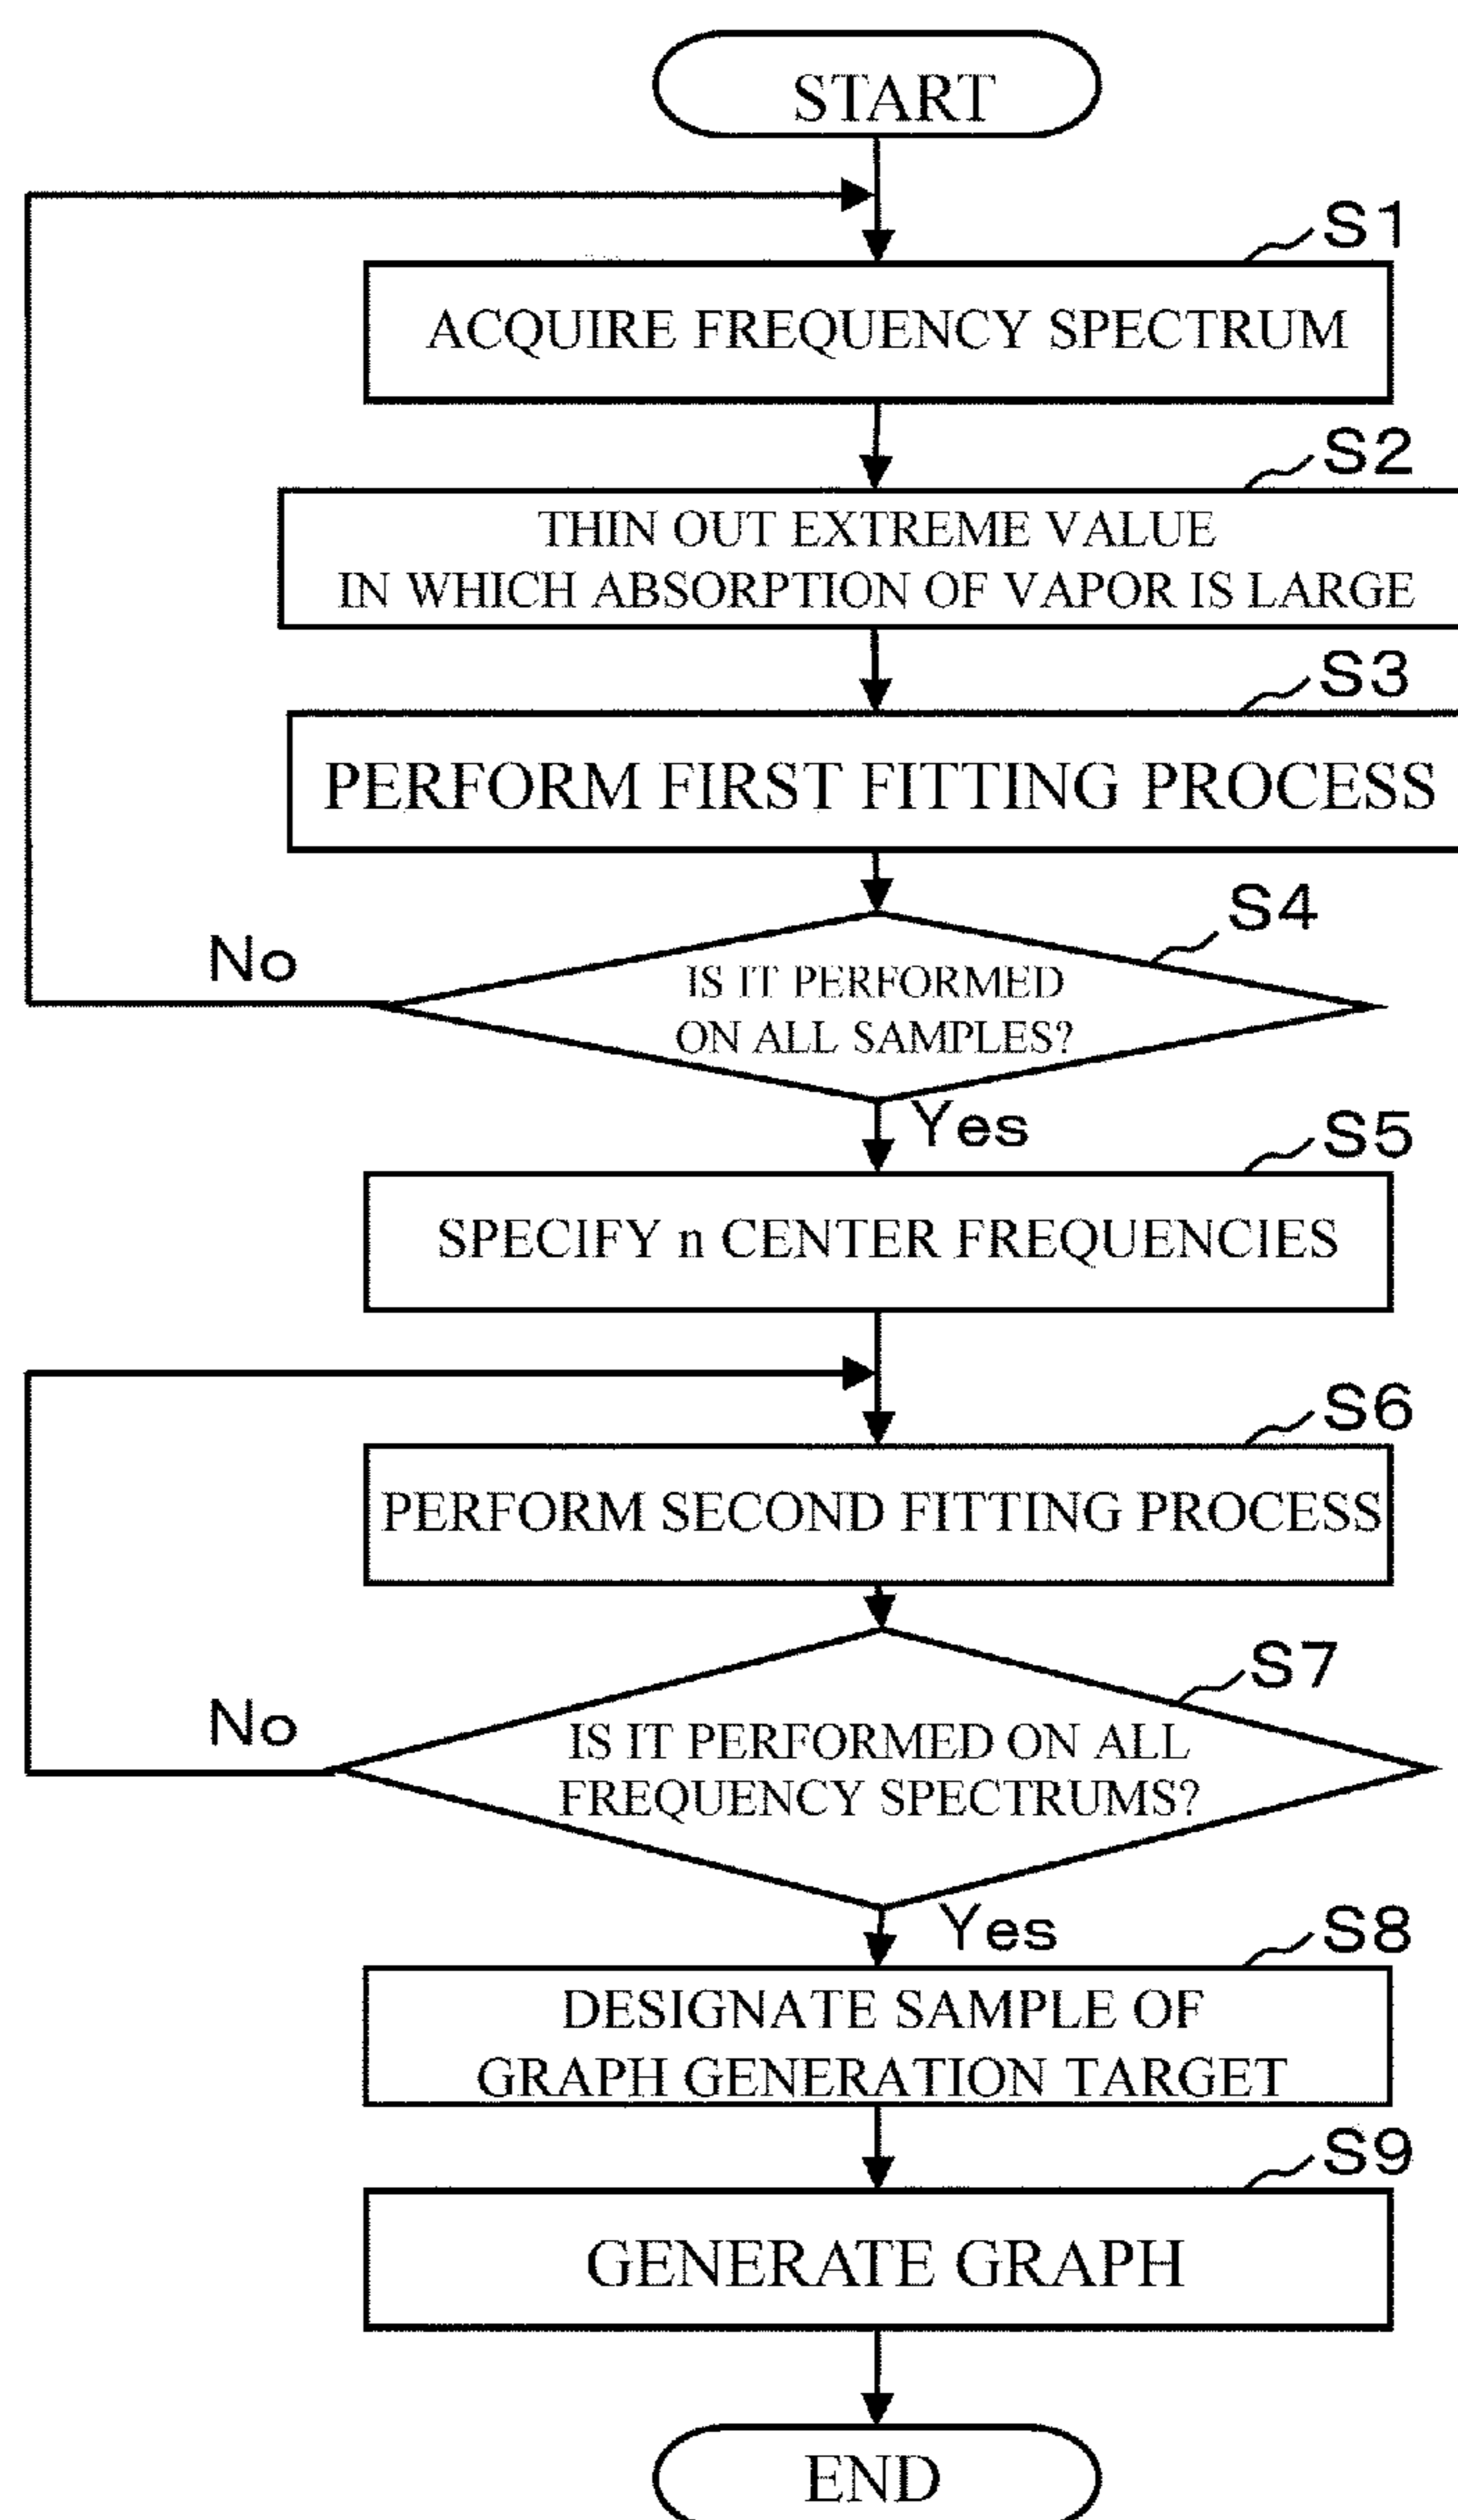 START
S1
ACQUIRE FREQUENCY SPECTRUM
S2
THIN OUT EXTREME VALUE
IN WHICH ABSORPTION OF VAPOR IS LARGE
S3
PERFORM FIRST FITTING PROCESS
S4
No
IS IT PERFORMED
ON ALL SAMPLES?
Yes
S5
SPECIFY n CENTER FREQUENCIES
S6
PERFORM SECOND FITTING PROCESS
S7
No
IS IT PERFORMED ON ALL
FREQUENCY SPECTRUMS?
Yes
S8
DESIGNATE SAMPLE OF
GRAPH GENERATION TARGET
S9
GENERATE GRAPH
END